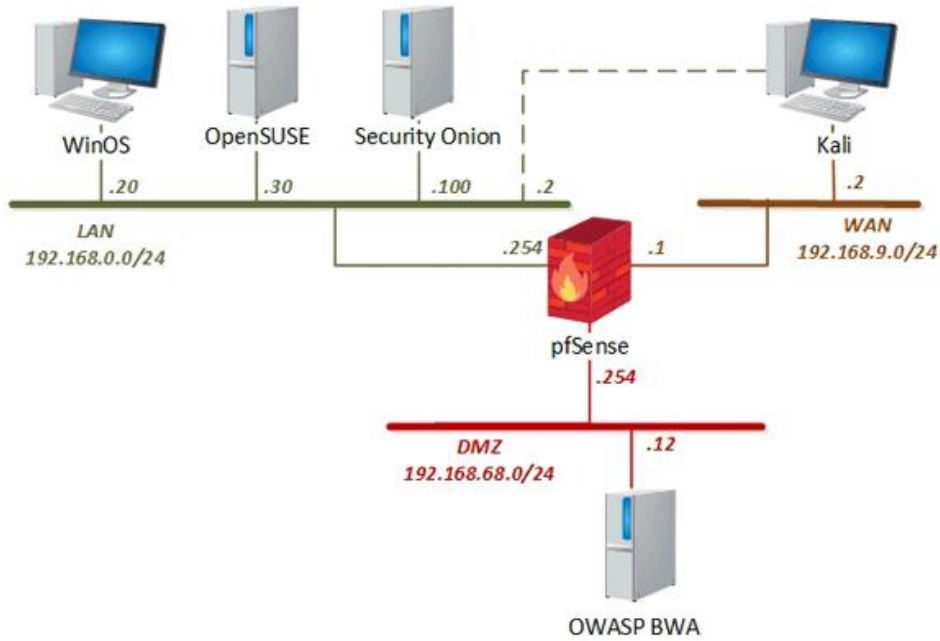 WinOS
OpenSUSE
Security Onion
Kali
.20
.30
.100
.2
.2
LAN
192.168.0.0/24
.254
.1
WAN
192.168.9.0/24
pfSense
.254
DMZ
192.168.68.0/24
.12
OWASP BWA